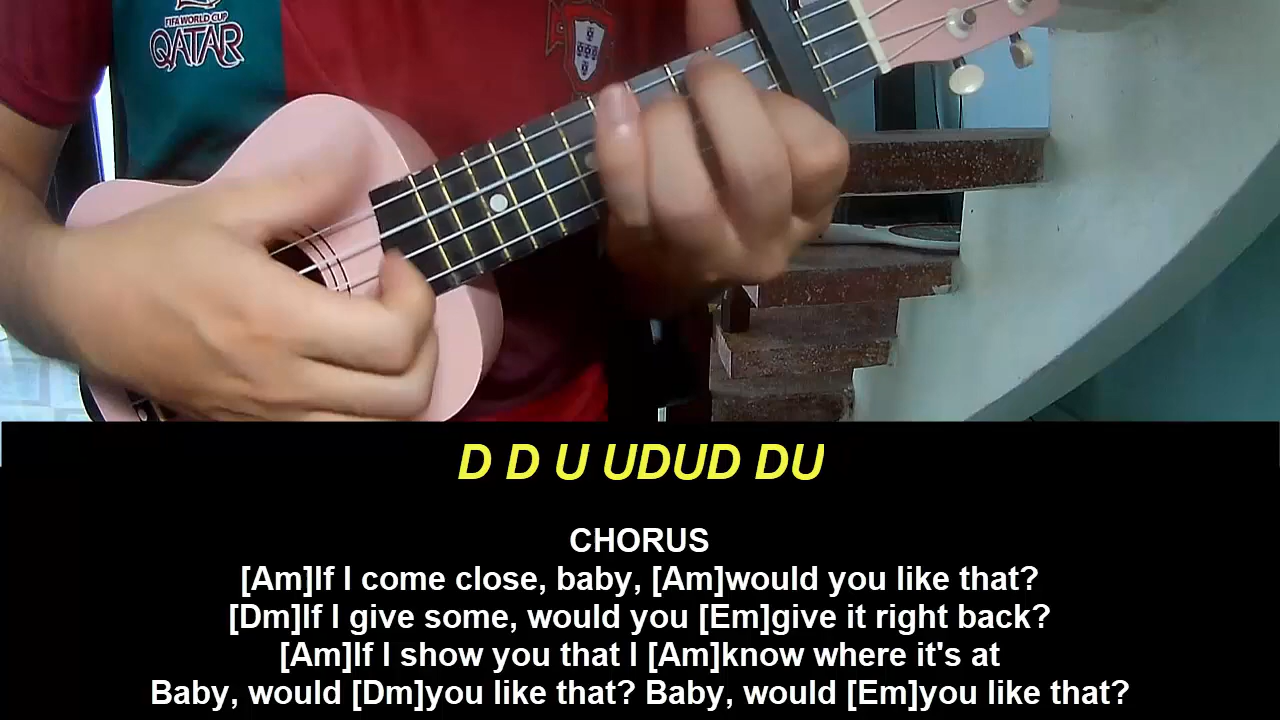 FIFA WORLD CUP
QATAR
D D U UDUD DU
CHORUS
[Am]If I come close, baby, [Am]would you like that?
[Dm]If I give some, would you [Em]give it right back?
[Am]If I show you that I [Am]know where it's at
Baby, would [Dm]you like that? Baby, would [Em]you like that?